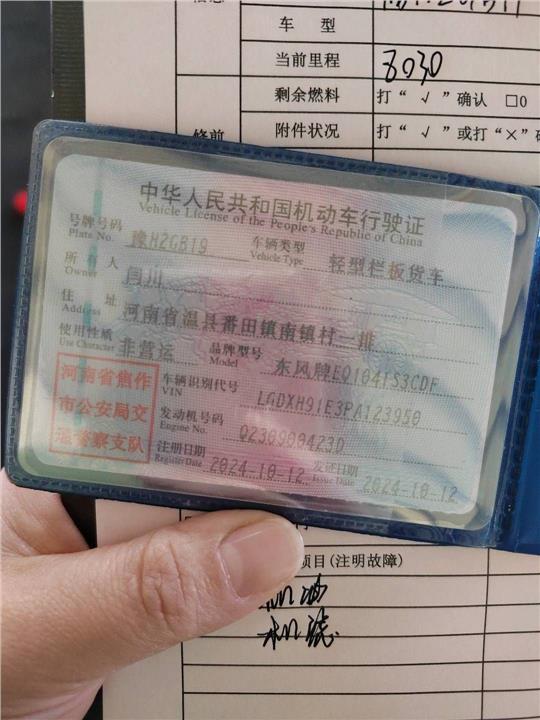 车 型
当前里程 8030
剩余燃料 打“√”确认 □0
附件状况 打“√”或打“×”确
修前
中华人民共和国机动车行驶证
Vehicle License of the People's Republic of China
号牌号码 豫H2GB19 车辆类型 轻型栏板货车
Plate No. Vehicle Type
所有人 闫川
Owner
住址 河南省温县番田镇南镇村一排
Address
使用性质 非营运 品牌型号 东风牌EQ1041S3CDF
Use Character Model
河南省焦作
市公安局交
通警察支队
车辆识别代号 LGDXH91E3PA123950
VIN
发动机号码 Q230900423D
Engine No.
注册日期 2024-10-12 发证日期 2024-10-12
Register Date Issue Date
项目(注明故障)
机油
机滤